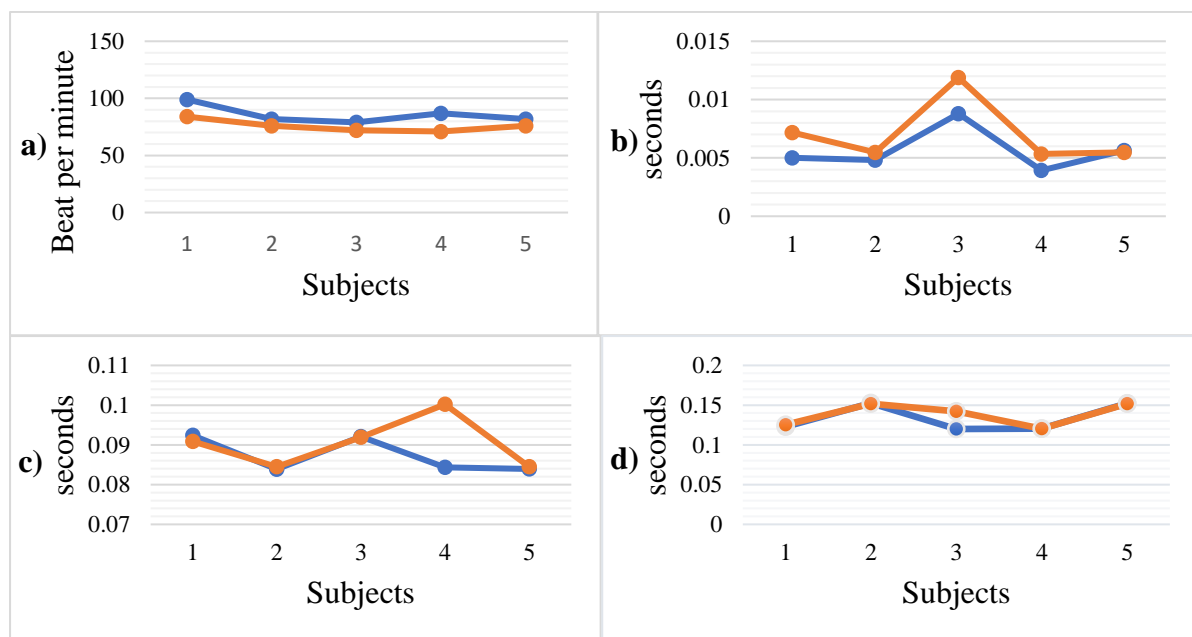 a)
Beat per minute
150
100
50
0
1 2 3 4 5
Subjects
b)
seconds
0.015
0.01
0.005
0
1 2 3 4 5
Subjects
c)
seconds
0.11
0.1
0.09
0.08
0.07
1 2 3 4 5
Subjects
d)
seconds
0.2
0.15
0.1
0.05
0
1 2 3 4 5
Subjects